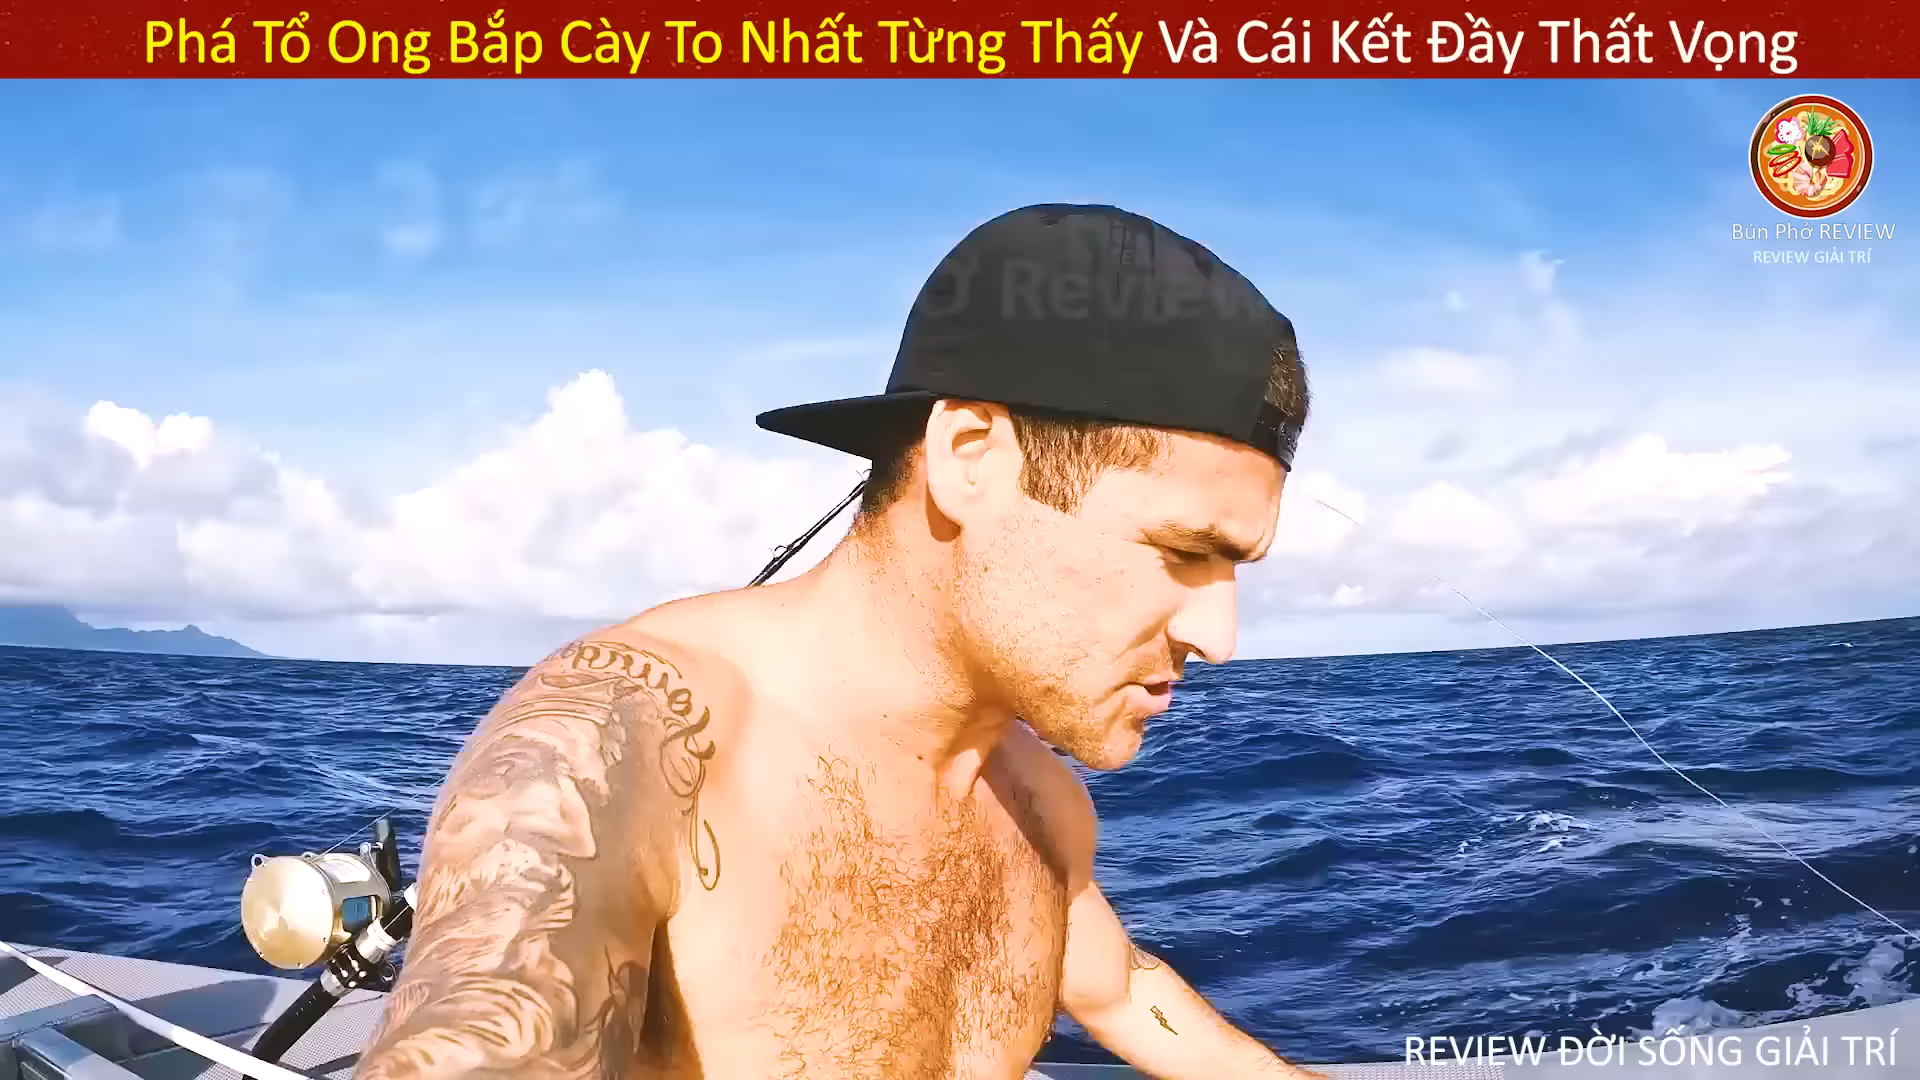 Phá Tổ Ong Bắp Cày To Nhất Từng Thấy Và Cái Kết Đầy Thất Vọng
Bún Phở REVIEW
REVIEW GIẢI TRÍ
Ở Review
REVIEW ĐỜI SỐNG GIẢI TRÍ